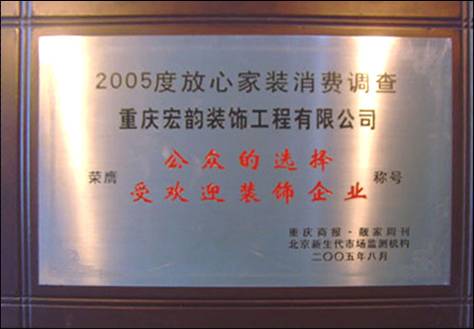 2005度放心家装消费调查
重庆宏韵装饰工程有限公司
公众的选择
荣膺 受欢迎装饰企业 称号
重庆商报·靓家周刊
北京新生代市场监测机构
二〇〇五年八月